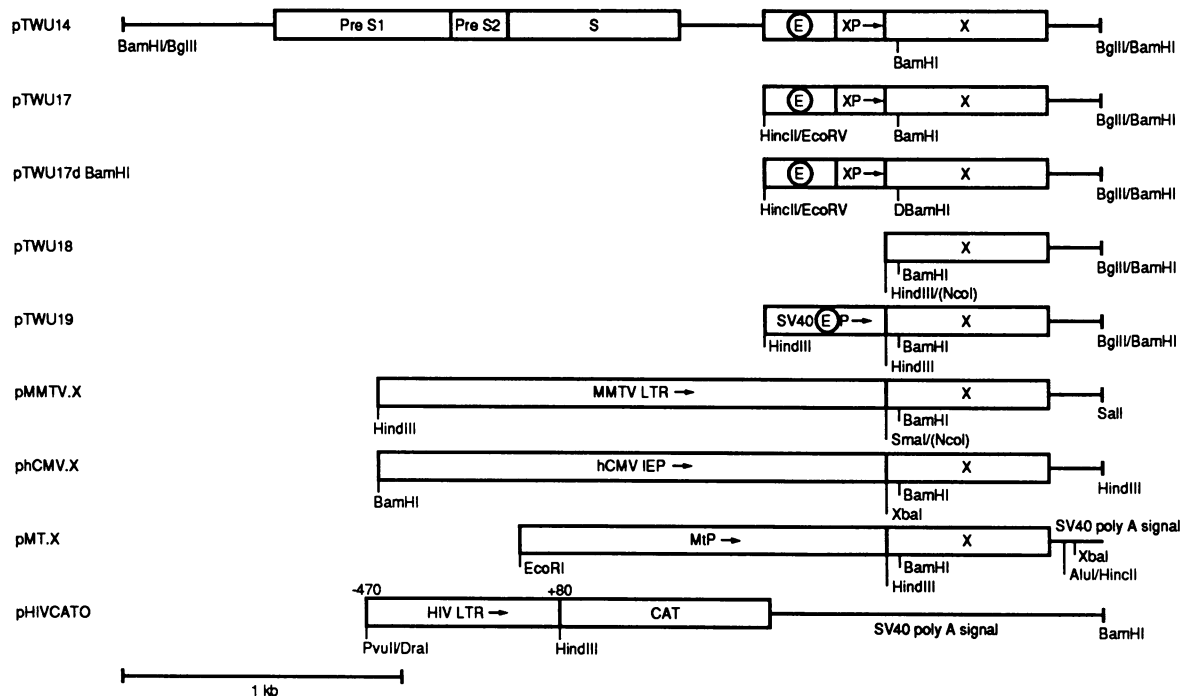 pTWU14
Pre S1 Pre S2 S E XP→ X
BamHI/BglII BamHI BglII/BamHI
pTWU17
E XP→ X
HincII/EcoRV BamHI BglII/BamHI
pTWU17d BamHI
E XP→ X
HincII/EcoRV DBamHI BglII/BamHI
pTWU18
X
BamHI BglII/BamHI
HindIII/(NcoI)
pTWU19
SV40 E P→ X
HindIII BamHI BglII/BamHI
HindIII
pMMTV.X
MMTV LTR → X
HindIII BamHI SalI
SmaI/(NcoI)
phCMV.X
hCMV IEP → X
BamHI BamHI HindIII
XbaI
pMT.X
MtP → X SV40 poly A signal
EcoRI BamHI XbaI
HindIII AluI/HincII
-470 +80
pHIVCATO
HIV LTR → CAT SV40 poly A signal
PvuII/DraI HindIII BamHI
1 kb